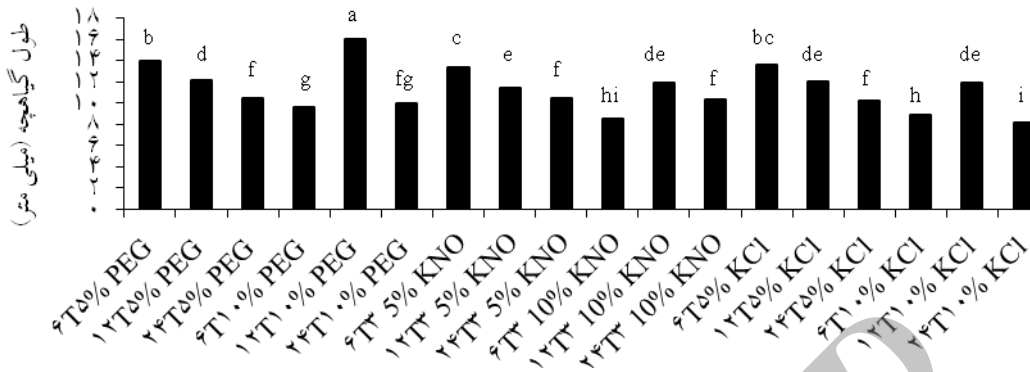 طول گیاهچه (میلی متر)
۱۸
۱۶
۱۴
۱۲
۱۰
۸
۶
۴
۲
۰
b
d
f
g
a
fg
c
e
f
hi
de
f
bc
de
f
h
de
i
۶T۵% PEG
۱۲T۵% PEG
۲۴T۵% PEG
۶T۱۰% PEG
۱۲T۱۰% PEG
۲۴T۱۰% PEG
۶T۳ 5% KNO
۱۲T۳ 5% KNO
۲۴T۳ 5% KNO
۶T۳ 10% KNO
۱۲T۳ 10% KNO
۲۴T۳ 10% KNO
۶T۵% KCl
۱۲T۵% KCl
۲۴T۵% KCl
۶T۱۰% KCl
۱۲T۱۰% KCl
۲۴T۱۰% KCl